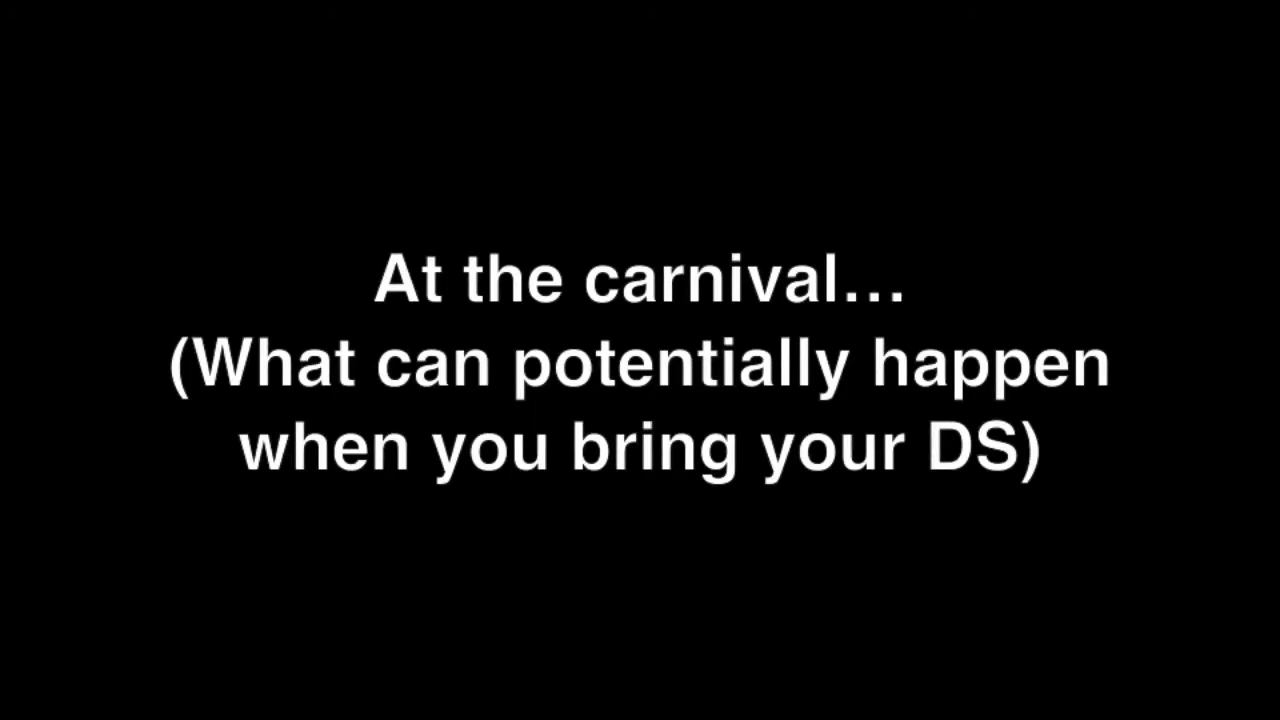 At the carnival…
(What can potentially happen
when you bring your DS)